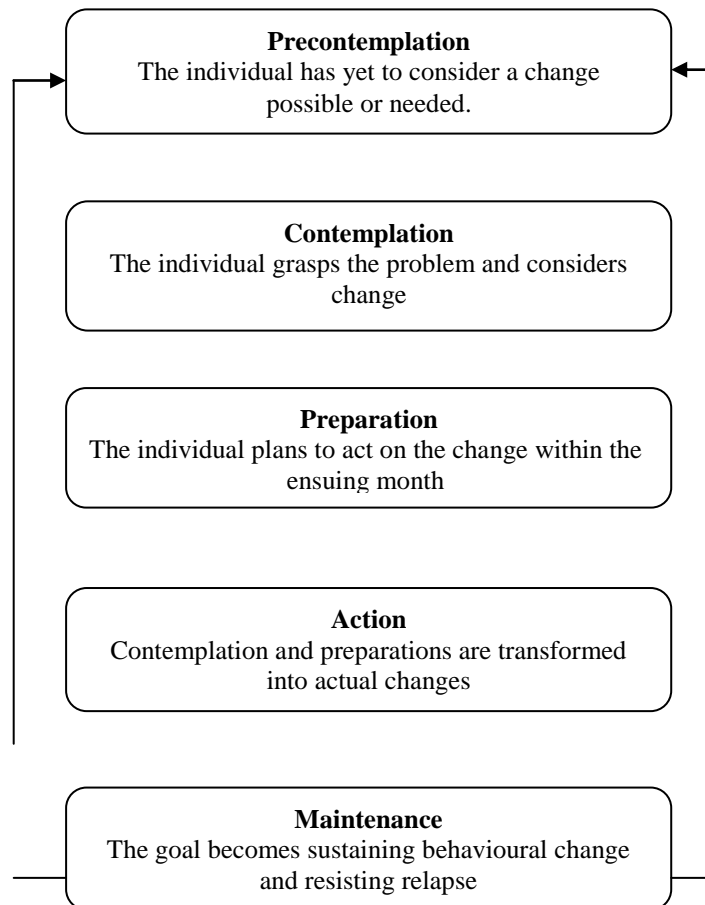 Precontemplation
The individual has yet to consider a change
possible or needed.
Contemplation
The individual grasps the problem and considers
change
Preparation
The individual plans to act on the change within the
ensuing month
Action
Contemplation and preparations are transformed
into actual changes
Maintenance
The goal becomes sustaining behavioural change
and resisting relapse